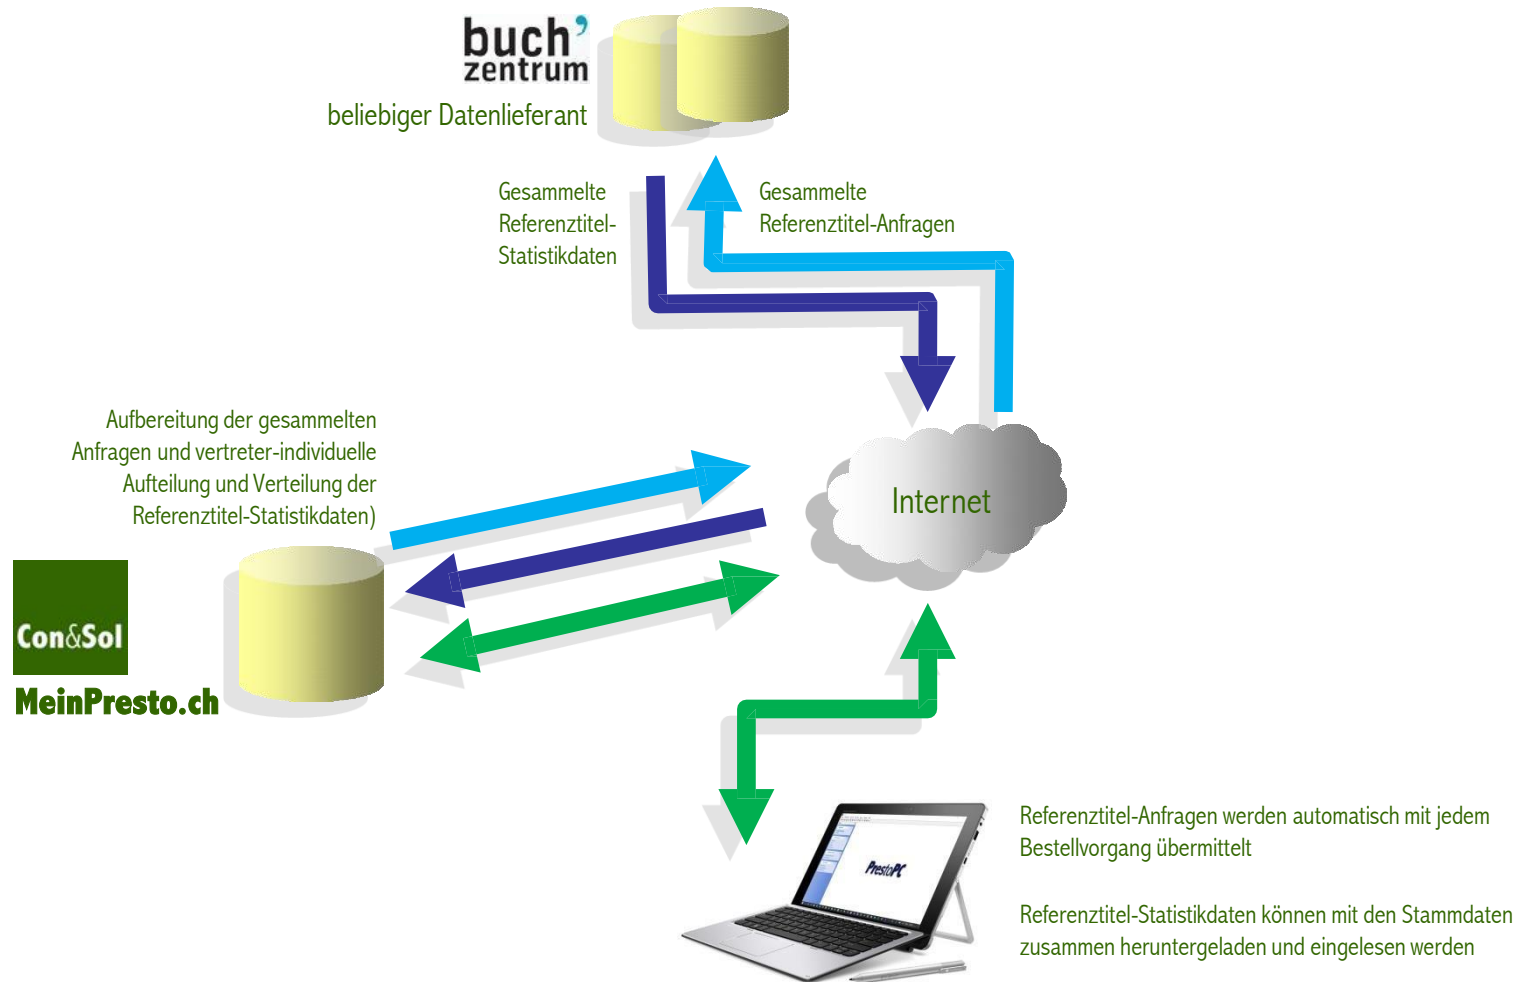 buch’
zentrum
beliebiger Datenlieferant
Gesammelte
Referenztitel-
Statistikdaten
Gesammelte
Referenztitel-Anfragen
Aufbereitung der gesammelten
Anfragen und vertreter-individuelle
Aufteilung und Verteilung der
Referenztitel-Statistikdaten)
Internet
Con&Sol
MeinPresto.ch
PrestoPC
Referenztitel-Anfragen werden automatisch mit jedem
Bestellvorgang übermittelt
Referenztitel-Statistikdaten können mit den Stammdaten
zusammen heruntergeladen und eingelesen werden